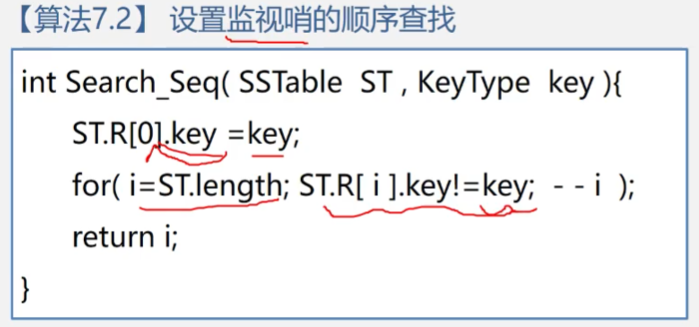 【算法7.2】 设置监视哨的顺序查找
int Search_Seq( SSTable ST , KeyType key ){
ST.R[0].key =key;
for( i=ST.length; ST.R[ i ].key!=key; - - i );
return i;
}